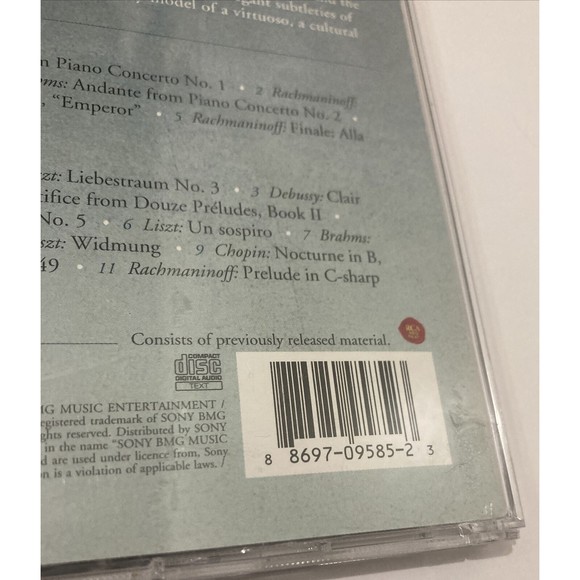 gant subtleties of
model of a virtuoso, a cultural
Piano Concerto No. 1 • 2 Rachmaninoff:
ms: Andante from Piano Concerto No. 2 •
, “Emperor” • 5 Rachmaninoff: Finale: Alla
zt: Liebestraum No. 3 • 3 Debussy: Clair
tifice from Douze Préludes, Book II •
No. 5 • 6 Liszt: Un sospiro • 7 Brahms:
szt: Widmung • 9 Chopin: Nocturne in B,
49 • 11 Rachmaninoff: Prelude in C-sharp
Consists of previously released material.
RCA
COMPACT
disc
DIGITAL AUDIO
TEXT
MG MUSIC ENTERTAINMENT /
egistered trademark of SONY BMG
ghts reserved. Distributed by SONY
in the name “SONY BMG MUSIC
d are used under licence from. Sony
on is a violation of applicable laws. /
8 8697-09585-2 3